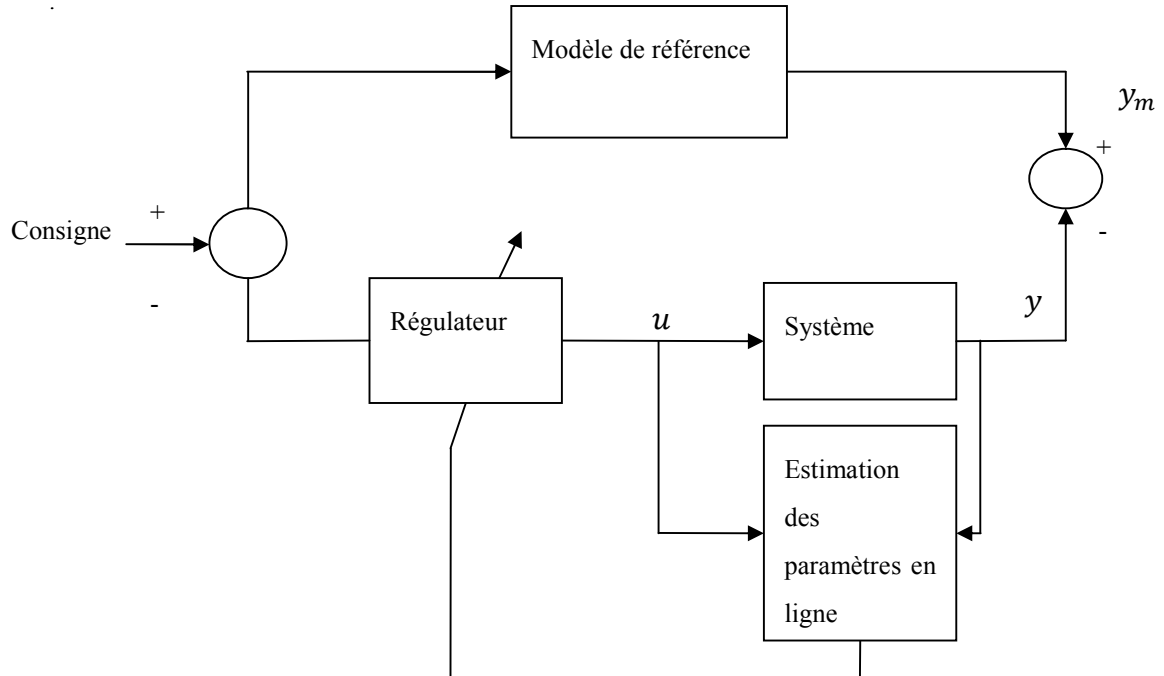 .
Modèle de référence
y_m
+
+
Consigne
-
-
Régulateur
u
Système
y
Estimation
des
paramètres en
ligne